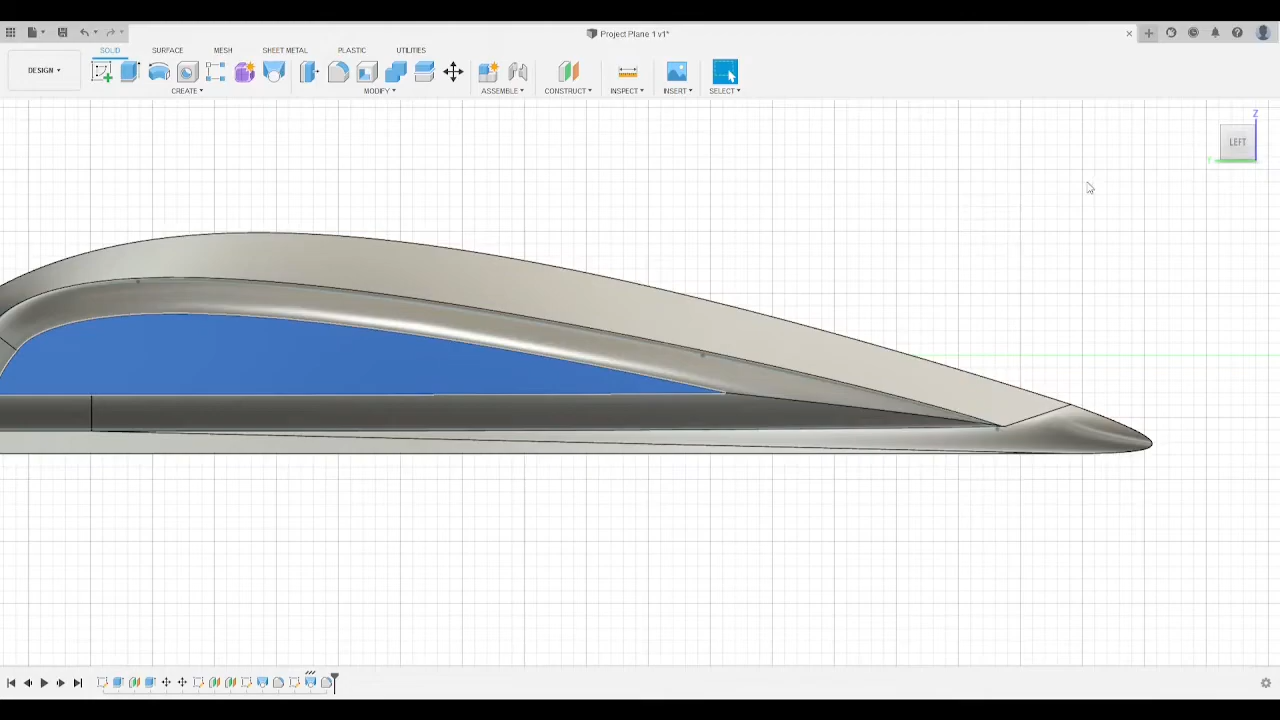 Project Plane 1 v1*
SOLID SURFACE MESH SHEET METAL PLASTIC UTILITIES
DESIGN
CREATE MODIFY ASSEMBLE CONSTRUCT INSPECT INSERT SELECT
Z
LEFT
Y